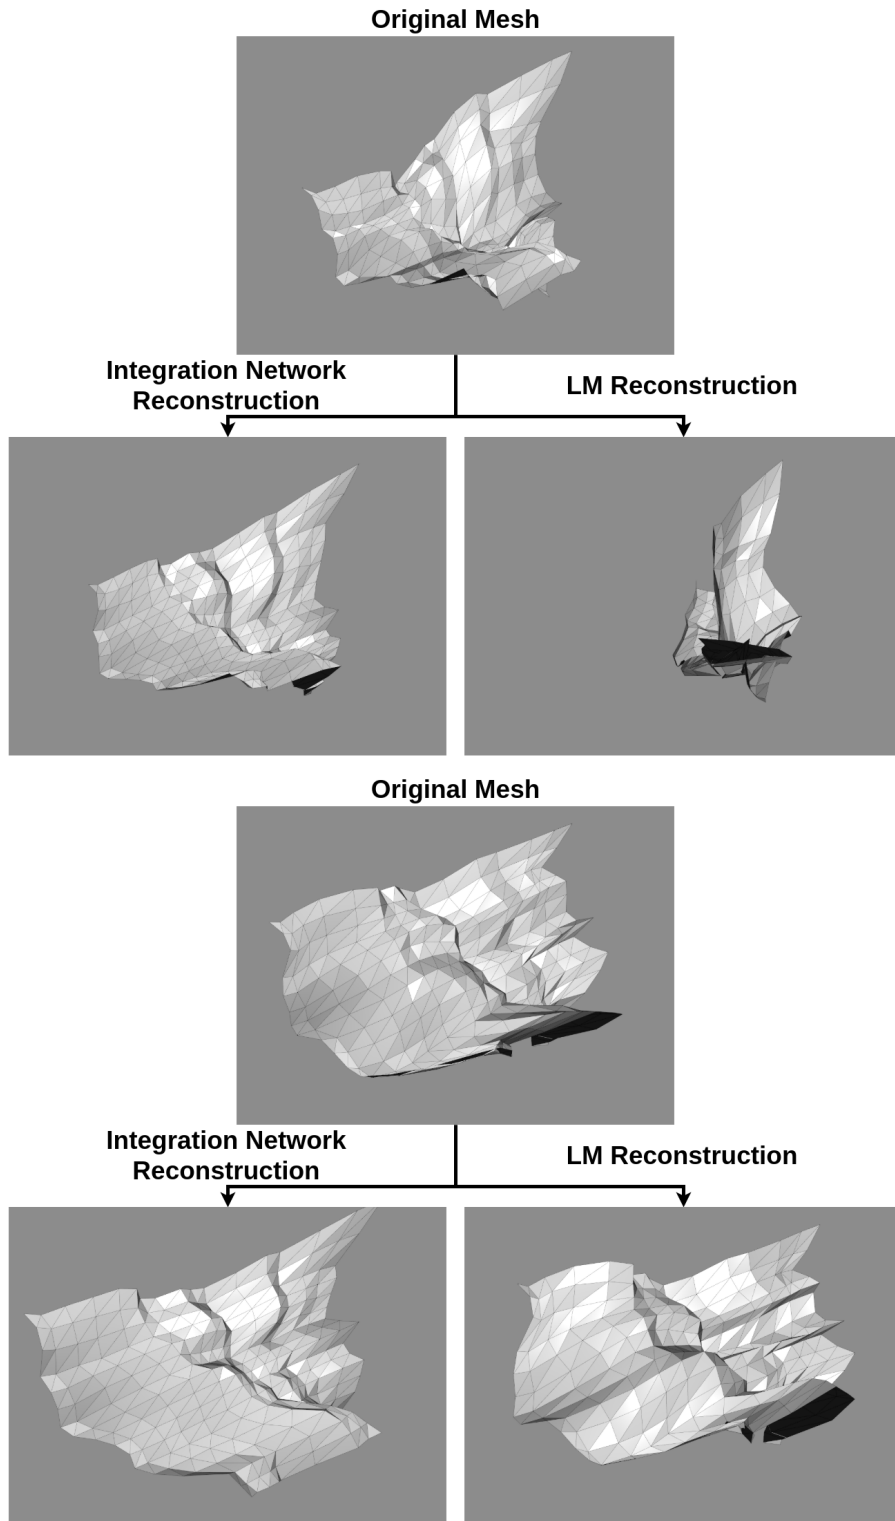 Original Mesh
Integration Network
Reconstruction
LM Reconstruction
Original Mesh
Integration Network
Reconstruction
LM Reconstruction